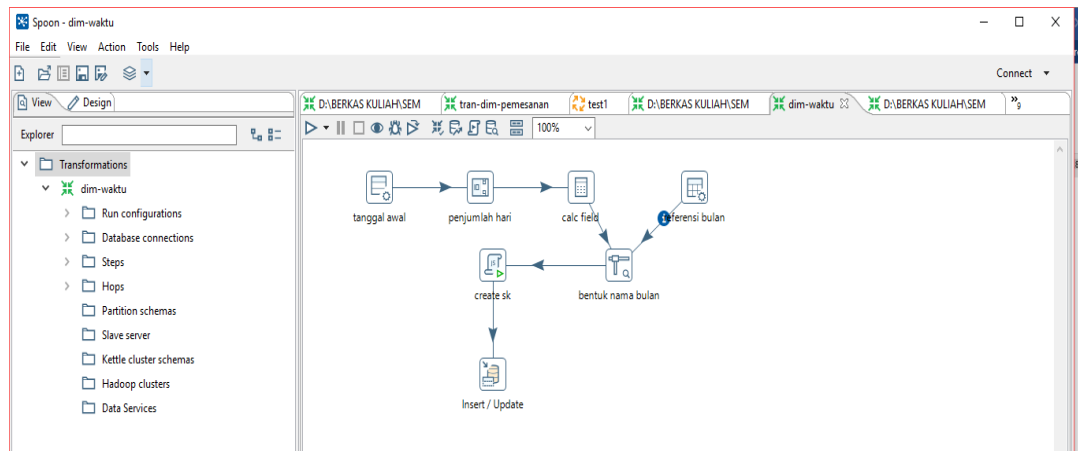 Spoon - dim-waktu
File Edit View Action Tools Help
Connect
View Design
D:\BERKAS KULIAH\SEM tran-dim-pemesanan test1 D:\BERKAS KULIAH\SEM dim-waktu D:\BERKAS KULIAH\SEM »9
Explorer
100%
Transformations
dim-waktu
Run configurations
Database connections
Steps
Hops
Partition schemas
Slave server
Kettle cluster schemas
Hadoop clusters
Data Services
tanggal awal penjumlah hari calc field referensi bulan
create sk bentuk nama bulan
Insert / Update